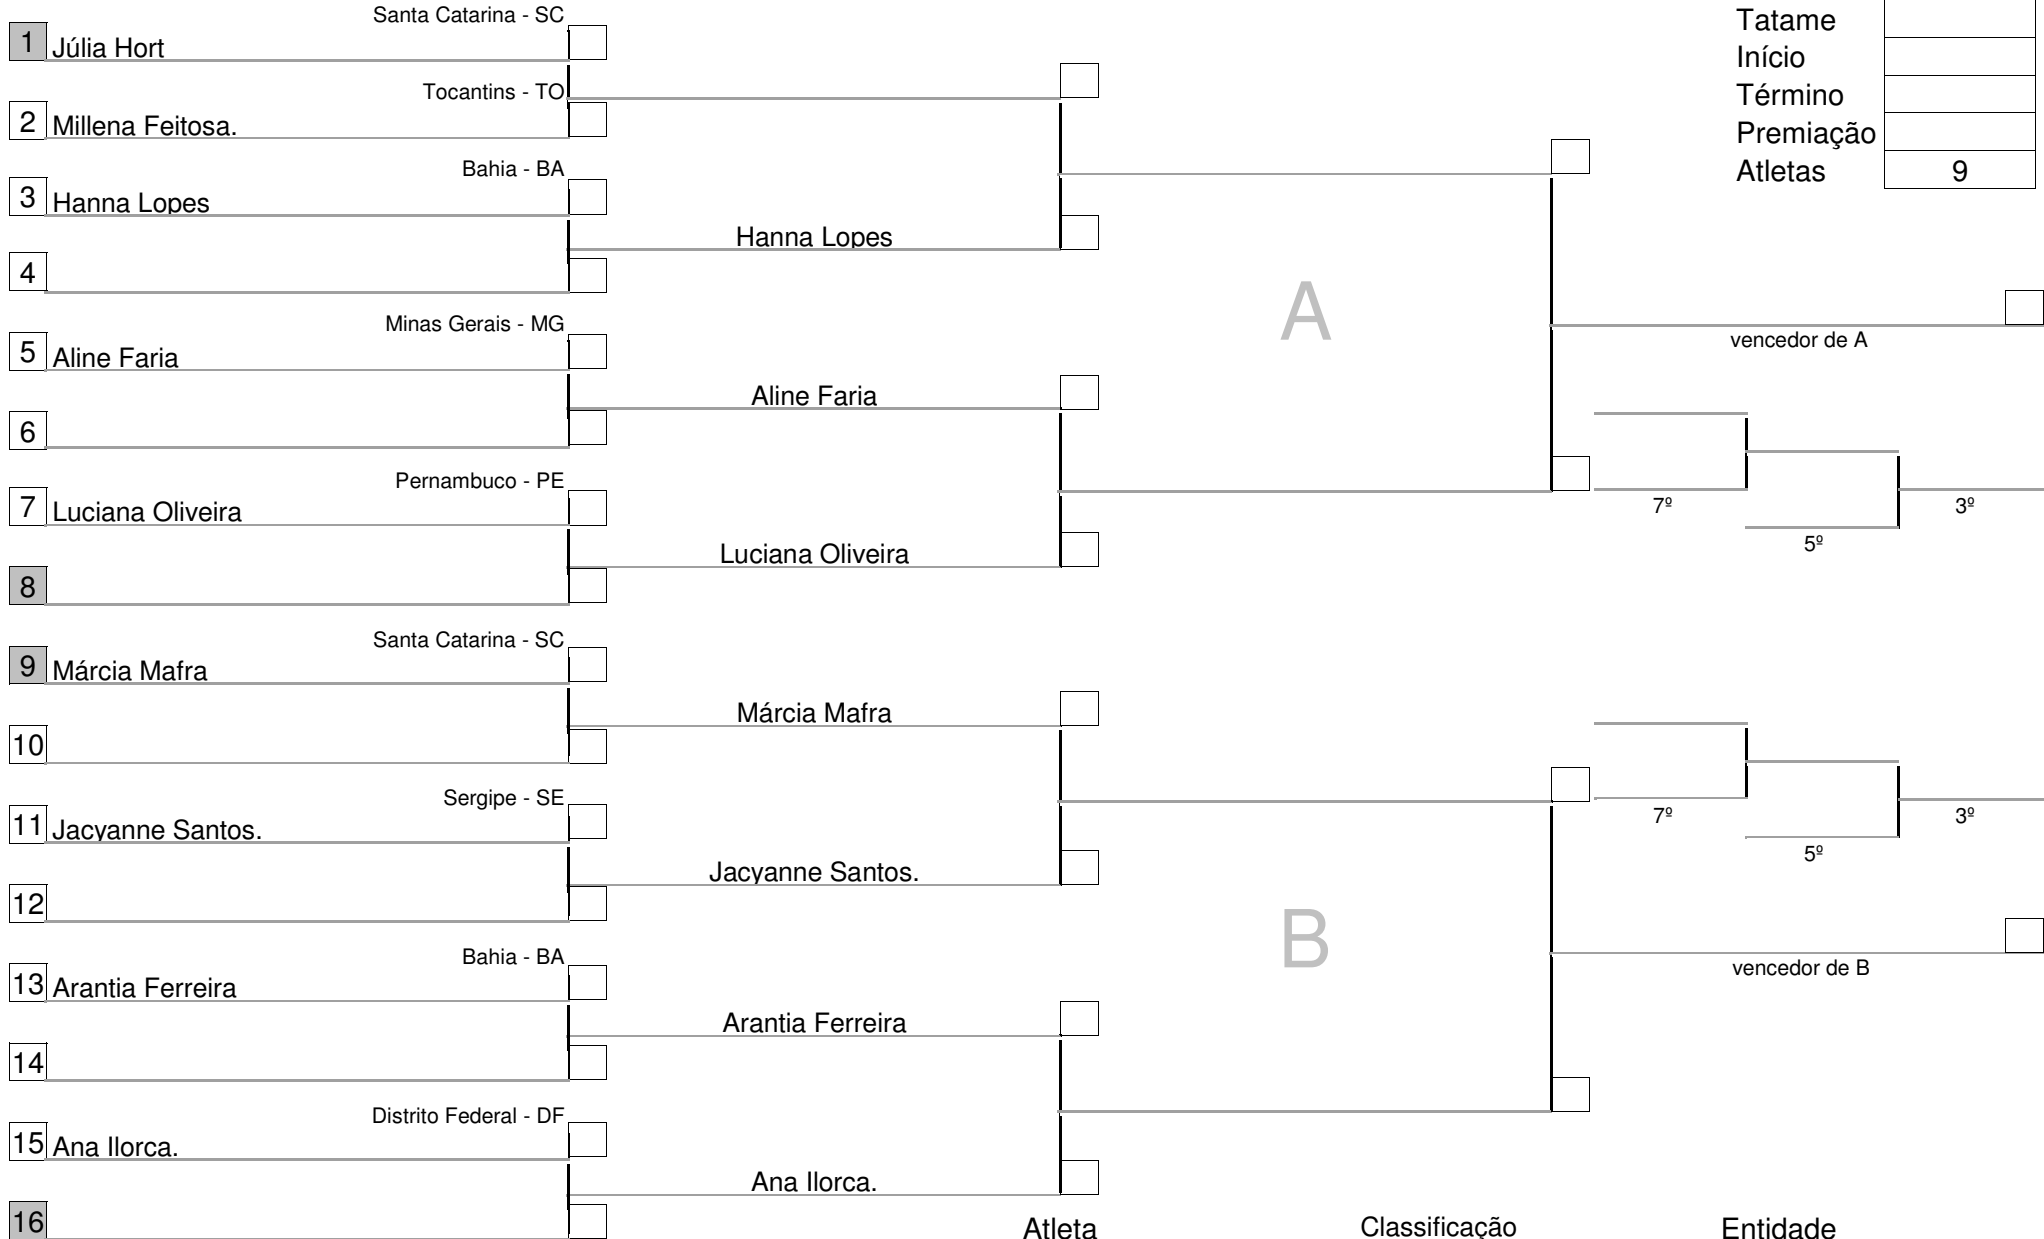 Santa Catarina - SC
1 Júlia Hort
Tocantins - TO
2 Millena Feitosa.
Bahia - BA
3 Hanna Lopes
Hanna Lopes
4
Minas Gerais - MG
5 Aline Faria
Aline Faria
6
Pernambuco - PE
7 Luciana Oliveira
Luciana Oliveira
8
Santa Catarina - SC
9 Márcia Mafra
Márcia Mafra
10
Sergipe - SE
11 Jacyanne Santos.
Jacyanne Santos.
12
Bahia - BA
13 Arantia Ferreira
Arantia Ferreira
14
Distrito Federal - DF
15 Ana Ilorca.
Ana Ilorca.
16
A
B
Tatame
Início
Término
Premiação
Atletas 9
vencedor de A
7º
5º
3º
7º
5º
3º
vencedor de B
Atleta Classificação Entidade